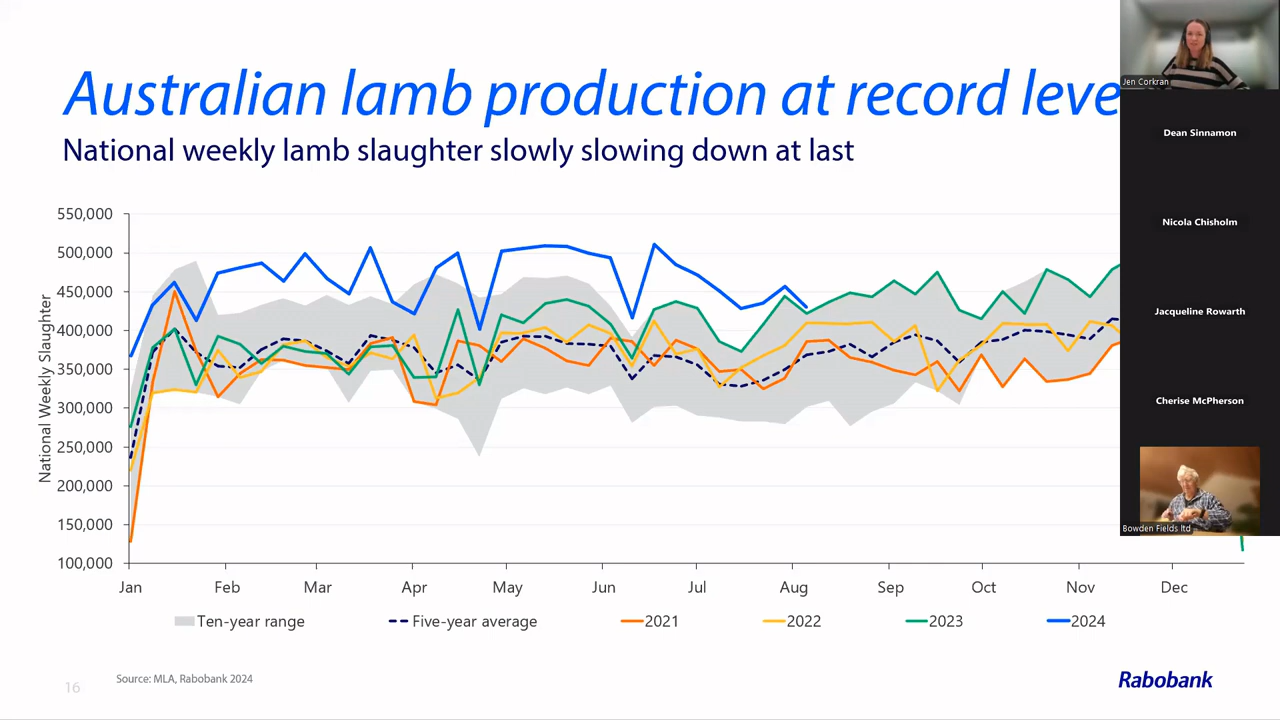 Australian lamb production at record leve
National weekly lamb slaughter slowly slowing down at last
National Weekly Slaughter
550,000
500,000
450,000
400,000
350,000
300,000
250,000
200,000
150,000
100,000
Jan Feb Mar Apr May Jun Jul Aug Sep Oct Nov Dec
Ten-year range Five-year average 2021 2022 2023 2024
16
Source: MLA, Rabobank 2024
Rabobank
Jen Corkran
Dean Sinnamon
Nicola Chisholm
Jacqueline Rowarth
Cherise McPherson
Bowden Fields ltd